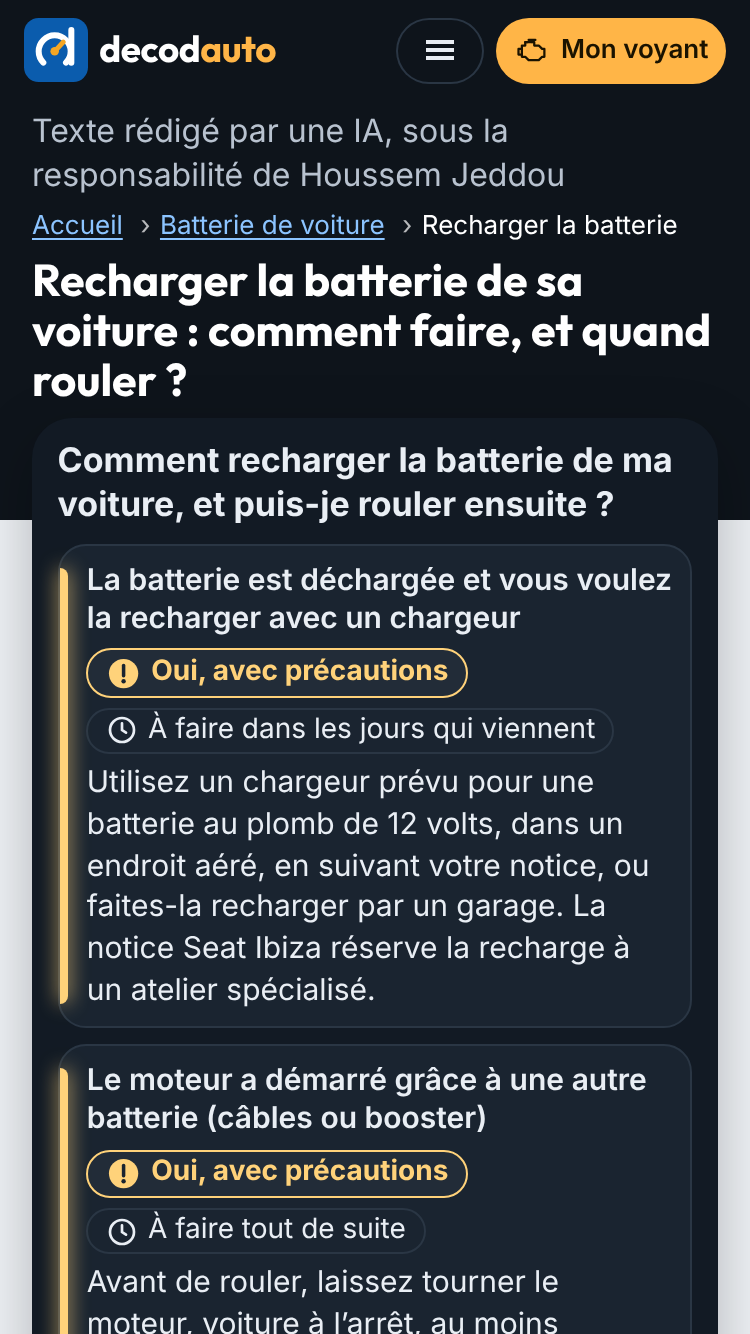 decodauto
Mon voyant
Texte rédigé par une IA, sous la
responsabilité de Houssem Jeddou
Accueil › Batterie de voiture › Recharger la batterie
Recharger la batterie de sa
voiture : comment faire, et quand
rouler ?
Comment recharger la batterie de ma
voiture, et puis-je rouler ensuite ?
La batterie est déchargée et vous voulez
la recharger avec un chargeur
Oui, avec précautions
À faire dans les jours qui viennent
Utilisez un chargeur prévu pour une
batterie au plomb de 12 volts, dans un
endroit aéré, en suivant votre notice, ou
faites-la recharger par un garage. La
notice Seat Ibiza réserve la recharge à
un atelier spécialisé.
Le moteur a démarré grâce à une autre
batterie (câbles ou booster)
Oui, avec précautions
À faire tout de suite
Avant de rouler, laissez tourner le
moteur, voiture à l’arrêt, au moins